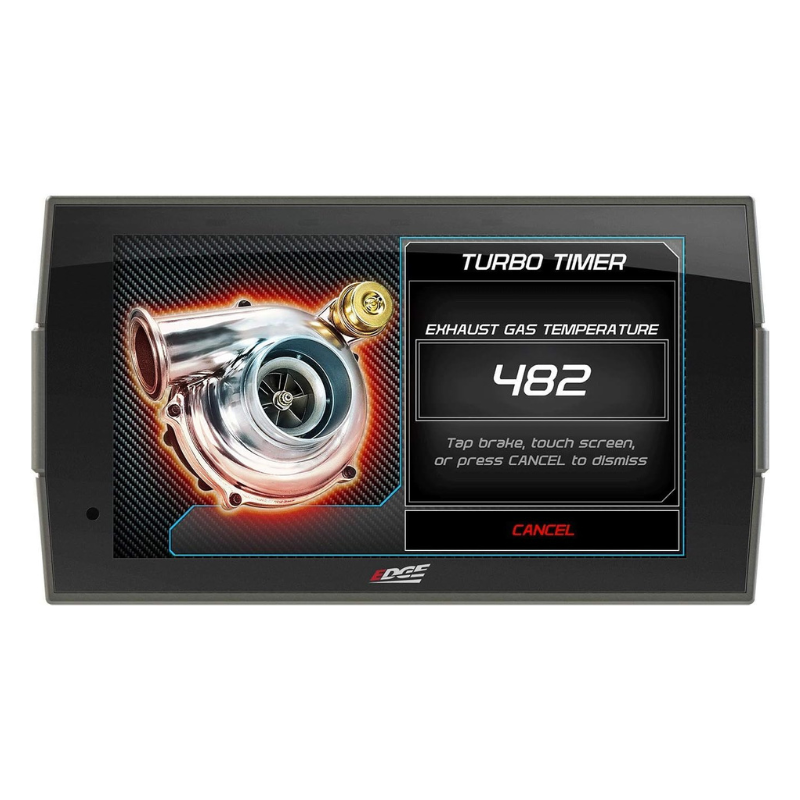 TURBO TIMER
EXHAUST GAS TEMPERATURE
482
Tap brake, touch screen,
or press CANCEL to dismiss
CANCEL
EDGE